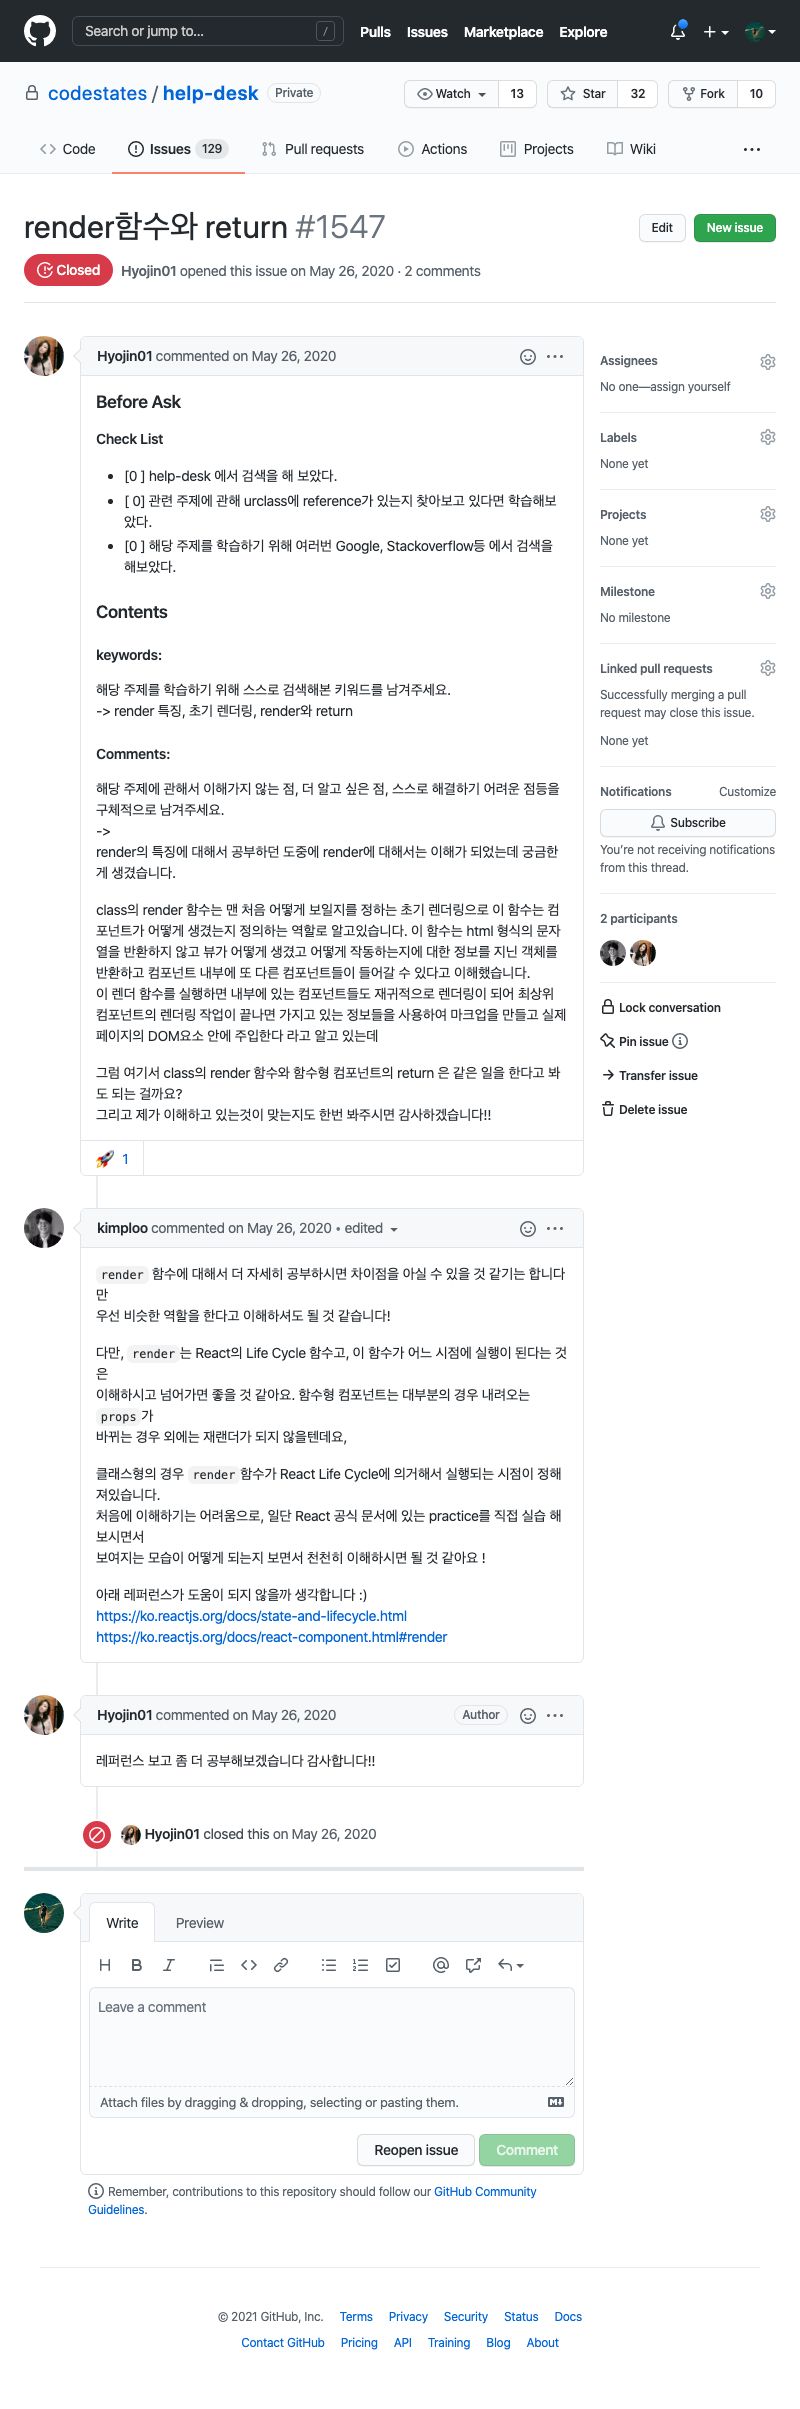 Search or jump to...
/
Pulls Issues Marketplace Explore
codestates / help-desk Private
Watch 13 Star 32 Fork 10
Code Issues 129 Pull requests Actions Projects Wiki
render함수와 return #1547
Edit New issue
Closed Hyojin01 opened this issue on May 26, 2020 · 2 comments
Hyojin01 commented on May 26, 2020
Before Ask
Check List
• [0 ] help-desk 에서 검색을 해 보았다.
• [ 0] 관련 주제에 관해 urclass에 reference가 있는지 찾아보고 있다면 학습해보
았다.
• [0 ] 해당 주제를 학습하기 위해 여러번 Google, Stackoverflow등 에서 검색을
해보았다.
Contents
keywords:
해당 주제를 학습하기 위해 스스로 검색해본 키워드를 남겨주세요.
-> render 특징, 초기 렌더링, render와 return
Comments:
해당 주제에 관해서 이해가지 않는 점, 더 알고 싶은 점, 스스로 해결하기 어려운 점등을
구체적으로 남겨주세요.
->
render의 특징에 대해서 공부하던 도중에 render에 대해서는 이해가 되었는데 궁금한
게 생겼습니다.
class의 render 함수는 맨 처음 어떻게 보일지를 정하는 초기 렌더링으로 이 함수는 컴
포넌트가 어떻게 생겼는지 정의하는 역할로 알고있습니다. 이 함수는 html 형식의 문자
열을 반환하지 않고 뷰가 어떻게 생겼고 어떻게 작동하는지에 대한 정보를 지닌 객체를
반환하고 컴포넌트 내부에 또 다른 컴포넌트들이 들어갈 수 있다고 이해했습니다.
이 렌더 함수를 실행하면 내부에 있는 컴포넌트들도 재귀적으로 렌더링이 되어 최상위
컴포넌트의 렌더링 작업이 끝나면 가지고 있는 정보들을 사용하여 마크업을 만들고 실제
페이지의 DOM요소 안에 주입한다 라고 알고 있는데
그럼 여기서 class의 render 함수와 함수형 컴포넌트의 return 은 같은 일을 한다고 봐
도 되는 걸까요?
그리고 제가 이해하고 있는것이 맞는지도 한번 봐주시면 감사하겠습니다!!
🚀 1
Assignees
No one—assign yourself
Labels
None yet
Projects
None yet
Milestone
No milestone
Linked pull requests
Successfully merging a pull
request may close this issue.
None yet
Notifications Customize
Subscribe
You're not receiving notifications
from this thread.
2 participants
Lock conversation
Pin issue
Transfer issue
Delete issue
kimploo commented on May 26, 2020 • edited
render 함수에 대해서 더 자세히 공부하시면 차이점을 아실 수 있을 것 같기는 합니다
만
우선 비슷한 역할을 한다고 이해하셔도 될 것 같습니다!
다만, render 는 React의 Life Cycle 함수고, 이 함수가 어느 시점에 실행이 된다는 것
은
이해하시고 넘어가면 좋을 것 같아요. 함수형 컴포넌트는 대부분의 경우 내려오는
props 가
바뀌는 경우 외에는 재랜더가 되지 않을텐데요,
클래스형의 경우 render 함수가 React Life Cycle에 의거해서 실행되는 시점이 정해
져있습니다.
처음에 이해하기는 어려움으로, 일단 React 공식 문서에 있는 practice를 직접 실습 해
보시면서
보여지는 모습이 어떻게 되는지 보면서 천천히 이해하시면 될 것 같아요 !
아래 레퍼런스가 도움이 되지 않을까 생각합니다 :)
https://ko.reactjs.org/docs/state-and-lifecycle.html
https://ko.reactjs.org/docs/react-component.html#render
Hyojin01 commented on May 26, 2020 Author
레퍼런스 보고 좀 더 공부해보겠습니다 감사합니다!!
Hyojin01 closed this on May 26, 2020
Write Preview
Leave a comment
Attach files by dragging & dropping, selecting or pasting them.
Reopen issue Comment
Remember, contributions to this repository should follow our GitHub Community
Guidelines.
© 2021 GitHub, Inc. Terms Privacy Security Status Docs
Contact GitHub Pricing API Training Blog About